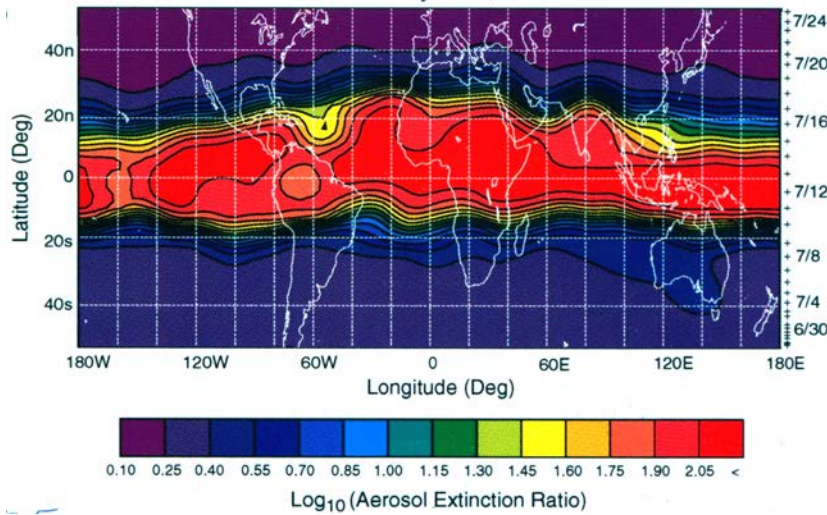 40n
20n
0
20s
40s
Latitude (Deg)
7/24
7/20
7/16
7/12
7/8
7/4
6/30
180W 120W 60W 0 60E 120E 180E
Longitude (Deg)
0.10 0.25 0.40 0.55 0.70 0.85 1.00 1.15 1.30 1.45 1.60 1.75 1.90 2.05 <
Log10 (Aerosol Extinction Ratio)